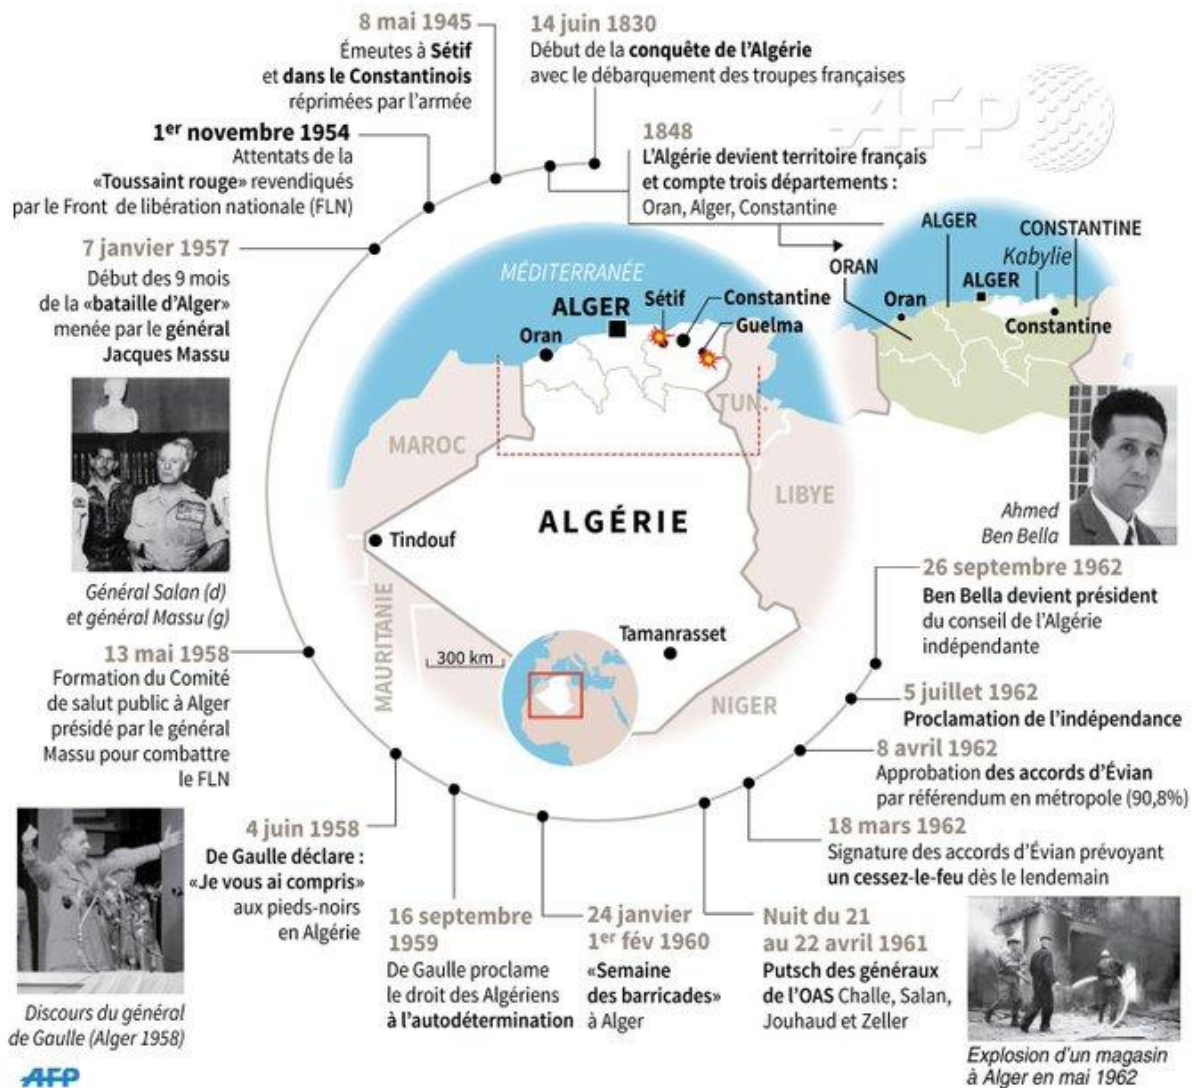 8 mai 1945
Émeutes à Sétif
et dans le Constantinois
réprimées par l'armée
14 juin 1830
Début de la conquête de l'Algérie
avec le débarquement des troupes françaises
AFP
1er novembre 1954
Attentats de la
«Toussaint rouge» revendiqués
par le Front de libération nationale (FLN)
1848
L'Algérie devient territoire français
et compte trois départements :
Oran, Alger, Constantine
7 janvier 1957
Début des 9 mois
de la «bataille d'Alger»
menée par le général
Jacques Massu
ALGER
CONSTANTINE
Kabylie
ORAN
ALGER
Oran
Constantine
MÉDITERRANÉE
ALGER
Sétif
Constantine
Guelma
Oran
TUN.
MAROC
LIBYE
ALGÉRIE
Tindouf
Tamanrasset
MAURITANIE
300 km
NIGER
Général Salan (d)
et général Massu (g)
Ahmed
Ben Bella
26 septembre 1962
Ben Bella devient président
du conseil de l'Algérie
indépendante
13 mai 1958
Formation du Comité
de salut public à Alger
présidé par le général
Massu pour combattre
le FLN
5 juillet 1962
Proclamation de l'indépendance
8 avril 1962
Approbation des accords d'Évian
par référendum en métropole (90,8%)
18 mars 1962
Signature des accords d'Évian prévoyant
un cessez-le-feu dès le lendemain
4 juin 1958
De Gaulle déclare :
«Je vous ai compris»
aux pieds-noirs
en Algérie
16 septembre
1959
De Gaulle proclame
le droit des Algériens
à l'autodétermination
24 janvier
1er fév 1960
«Semaine
des barricades»
à Alger
Nuit du 21
au 22 avril 1961
Putsch des généraux
de l'OAS Challe, Salan,
Jouhaud et Zeller
Discours du général
de Gaulle (Alger 1958)
Explosion d'un magasin
à Alger en mai 1962
AFP